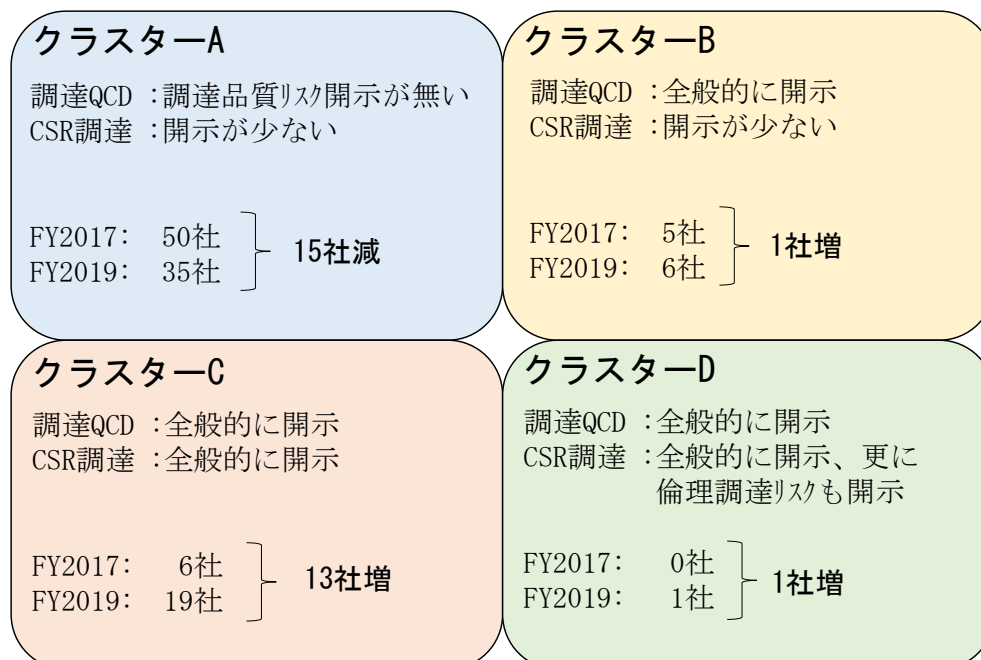 クラスターA
調達QCD :調達品質ﾘｽｸ開示が無い
CSR調達 :開示が少ない
FY2017: 50社
FY2019: 35社
15社減
クラスターB
調達QCD :全般的に開示
CSR調達 :開示が少ない
FY2017: 5社
FY2019: 6社
1社増
クラスターC
調達QCD :全般的に開示
CSR調達 :全般的に開示
FY2017: 6社
FY2019: 19社
13社増
クラスターD
調達QCD :全般的に開示
CSR調達 :全般的に開示、更に
倫理調達ﾘｽｸも開示
FY2017: 0社
FY2019: 1社
1社増